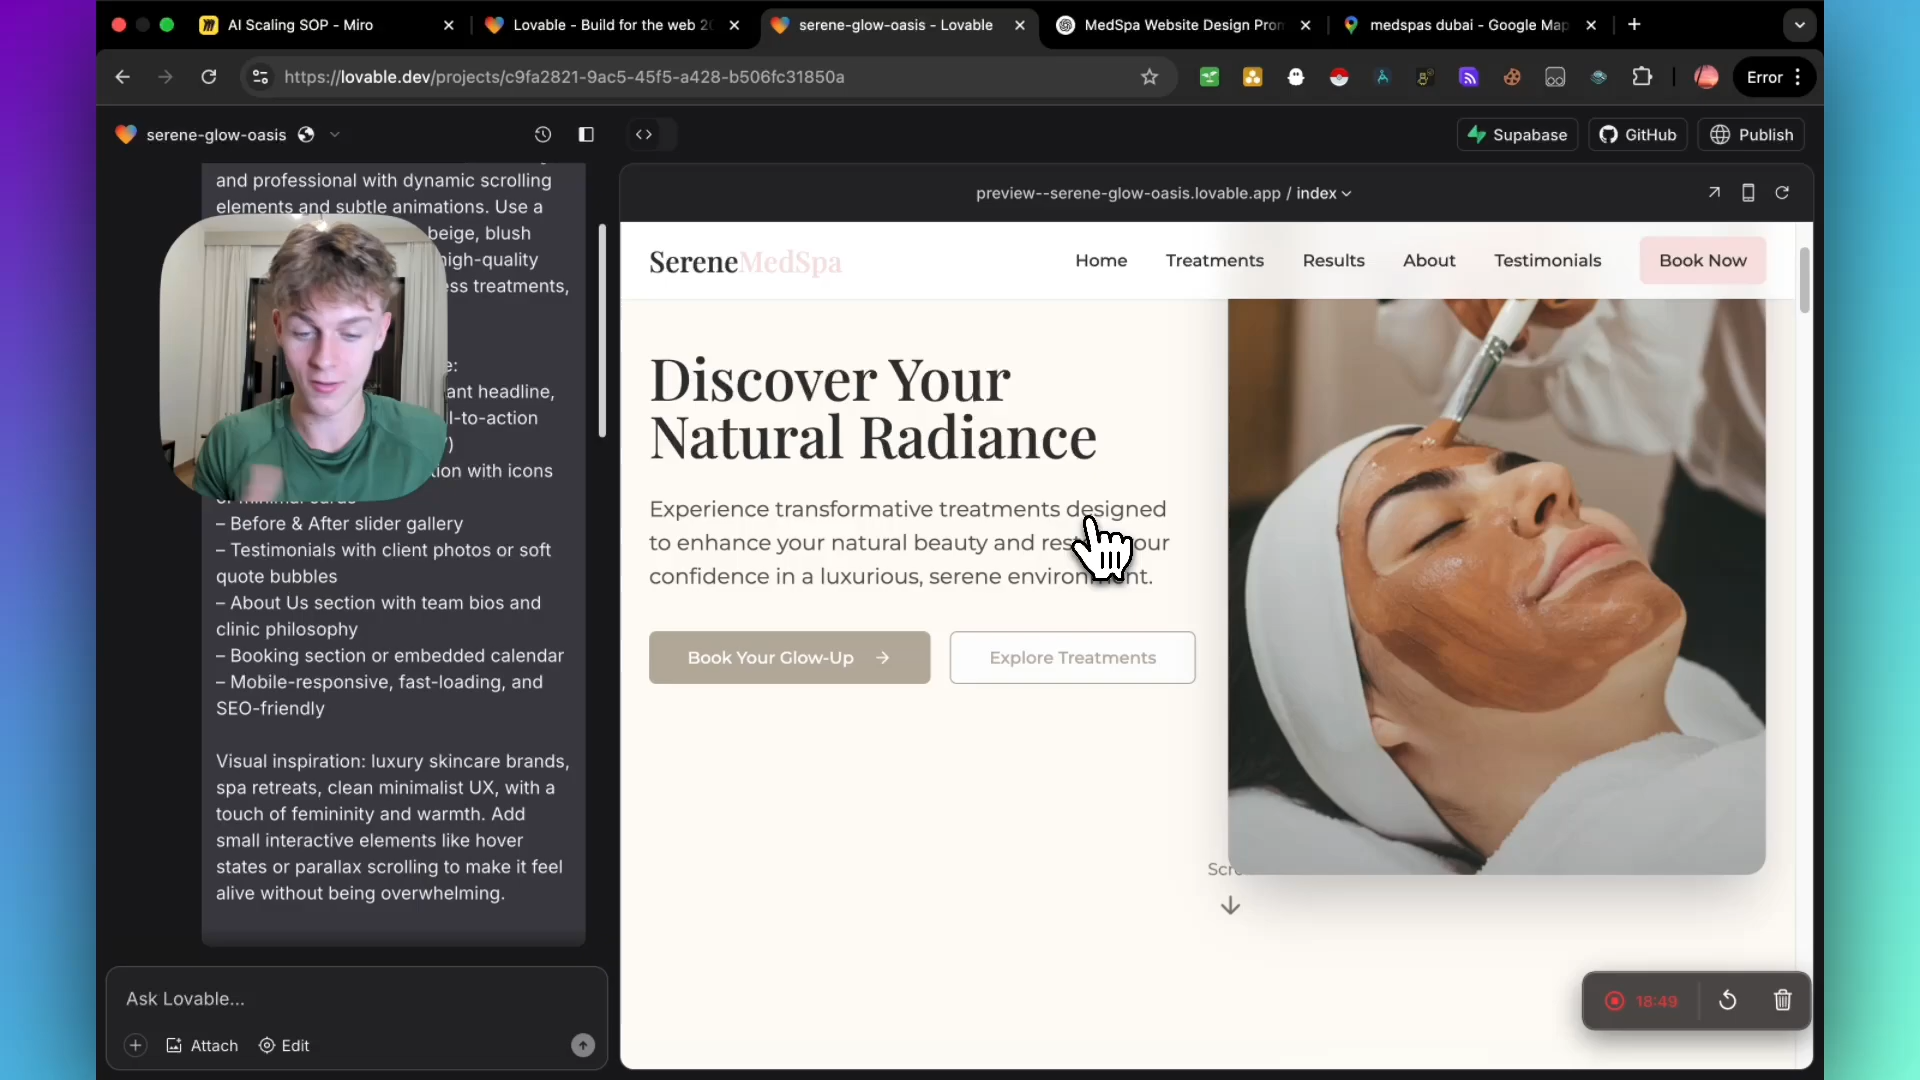 AI Scaling SOP - Miro
Lovable - Build for the web 2
serene-glow-oasis - Lovable
MedSpa Website Design Pro
medspas dubai - Google Map
https://lovable.dev/projects/c9fa2821-9ac5-45f5-a428-b506fc31850a
Error
serene-glow-oasis
Supabase
GitHub
Publish
and professional with dynamic scrolling
elements and subtle animations. Use a
beige, blush
high-quality
ess treatments,
e:
ant headline,
l-to-action
)
tion with icons
or minimal cards
– Before & After slider gallery
– Testimonials with client photos or soft
quote bubbles
– About Us section with team bios and
clinic philosophy
– Booking section or embedded calendar
– Mobile-responsive, fast-loading, and
SEO-friendly
Visual inspiration: luxury skincare brands,
spa retreats, clean minimalist UX, with a
touch of femininity and warmth. Add
small interactive elements like hover
states or parallax scrolling to make it feel
alive without being overwhelming.
Ask Lovable...
Attach
Edit
preview--serene-glow-oasis.lovable.app / index
SereneMedSpa
Home
Treatments
Results
About
Testimonials
Book Now
Discover Your
Natural Radiance
Experience transformative treatments designed
to enhance your natural beauty and res our
confidence in a luxurious, serene environment.
Book Your Glow-Up
Explore Treatments
Scr
18:49